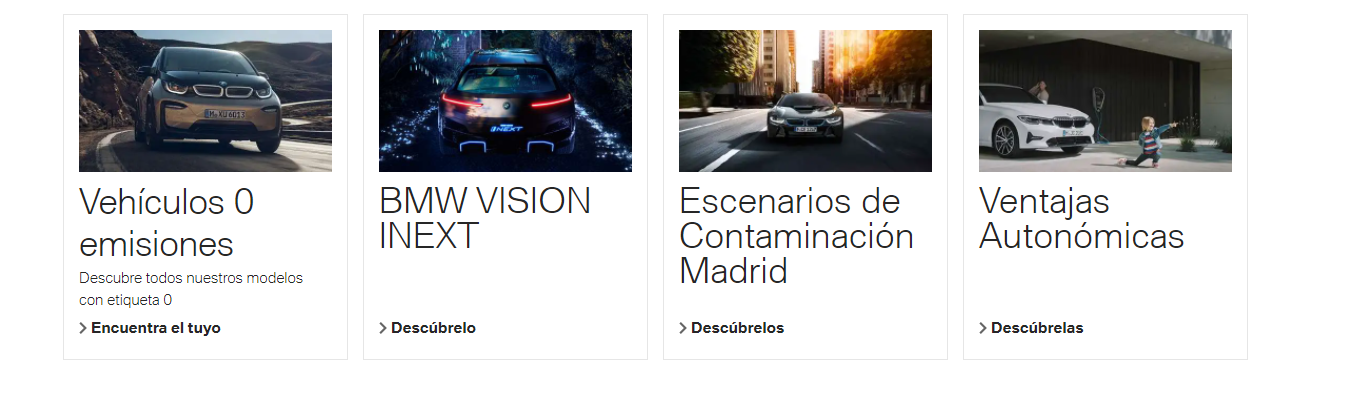 Vehículos 0
emisiones
Descubre todos nuestros modelos
con etiqueta 0
Encuentra el tuyo
BMW VISION
INEXT
Descúbrelo
Escenarios de
Contaminación
Madrid
Descúbrelos
Ventajas
Autonómicas
Descúbrelas